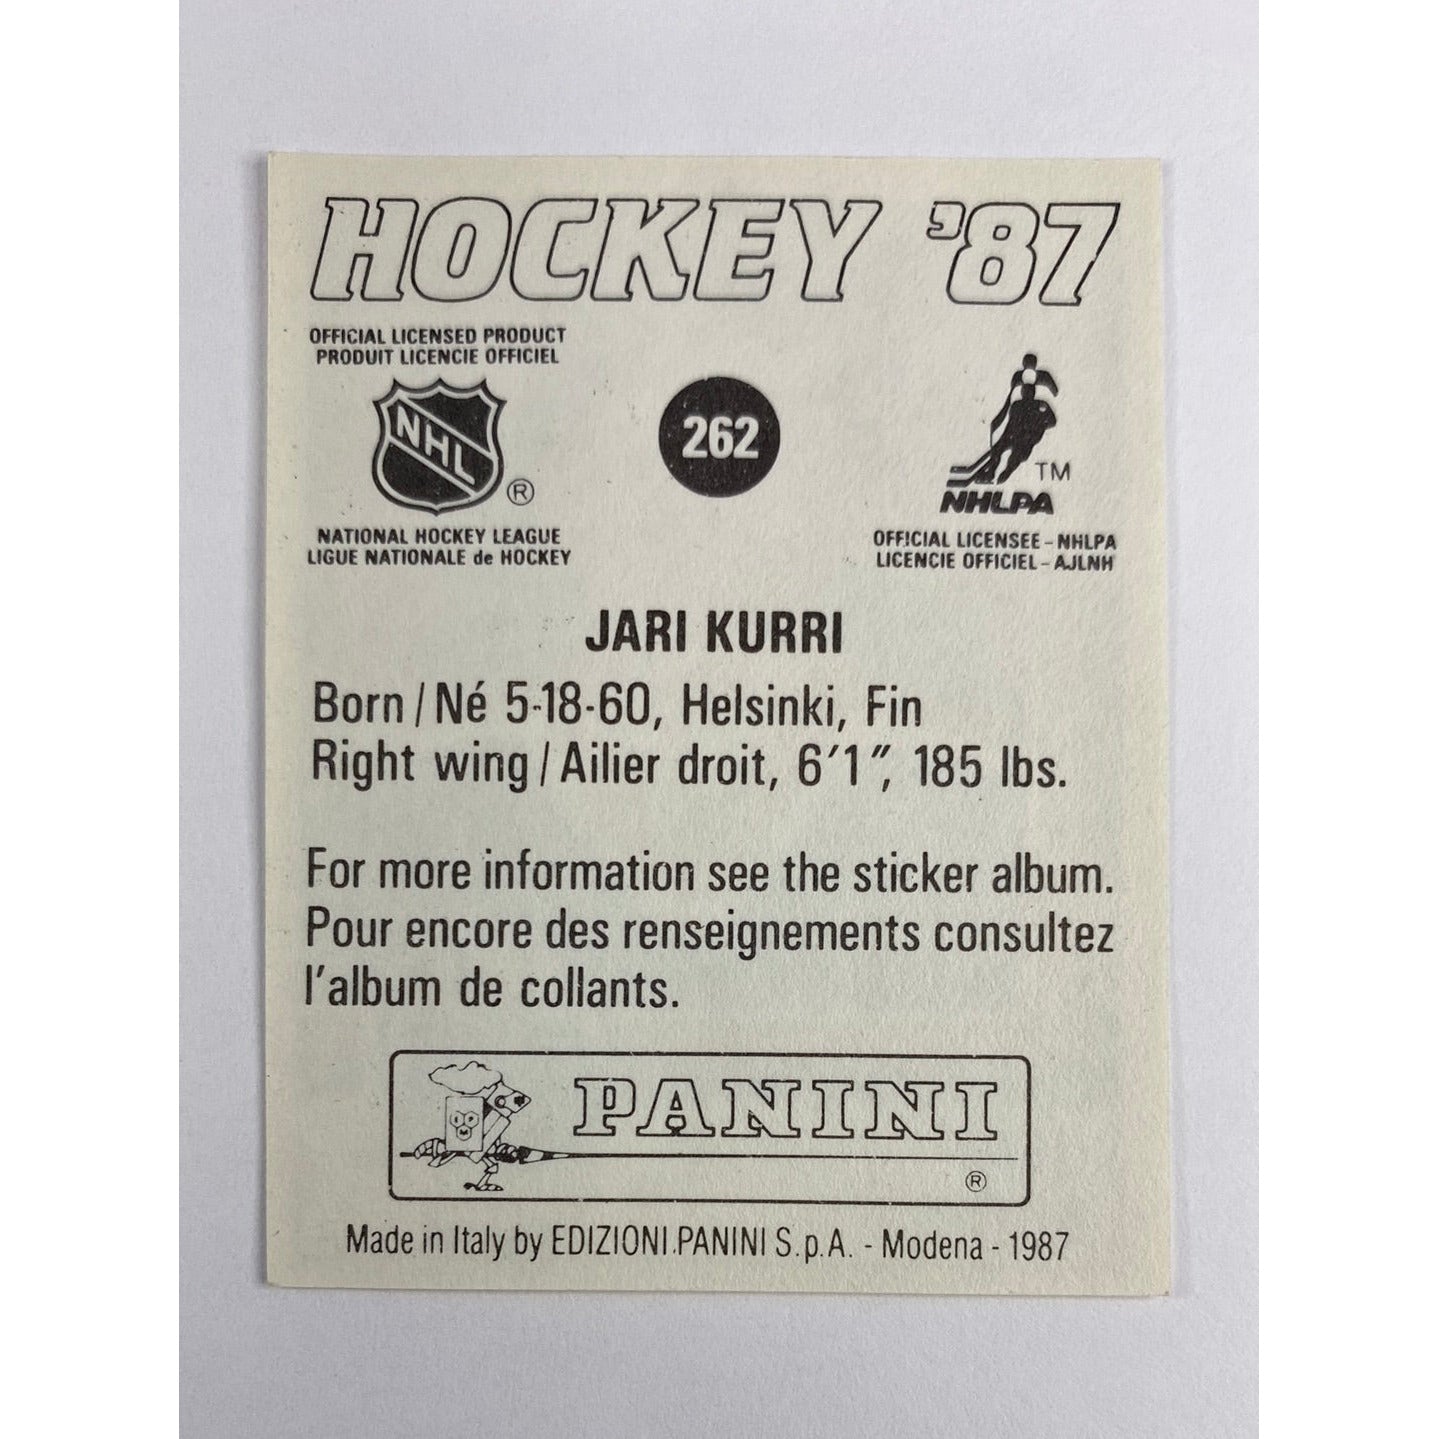 HOCKEY '87
OFFICIAL LICENSED PRODUCT
PRODUIT LICENCIE OFFICIEL
NHL
®
NATIONAL HOCKEY LEAGUE
LIGUE NATIONALE de HOCKEY
262
TM
NHLPA
OFFICIAL LICENSEE - NHLPA
LICENCIE OFFICIEL - AJLNH
JARI KURRI
Born / Né 5-18-60, Helsinki, Fin
Right wing / Ailier droit, 6'1", 185 lbs.
For more information see the sticker album.
Pour encore des renseignements consultez
l'album de collants.
PANINI
®
Made in Italy by EDIZIONI PANINI S.p.A. - Modena - 1987